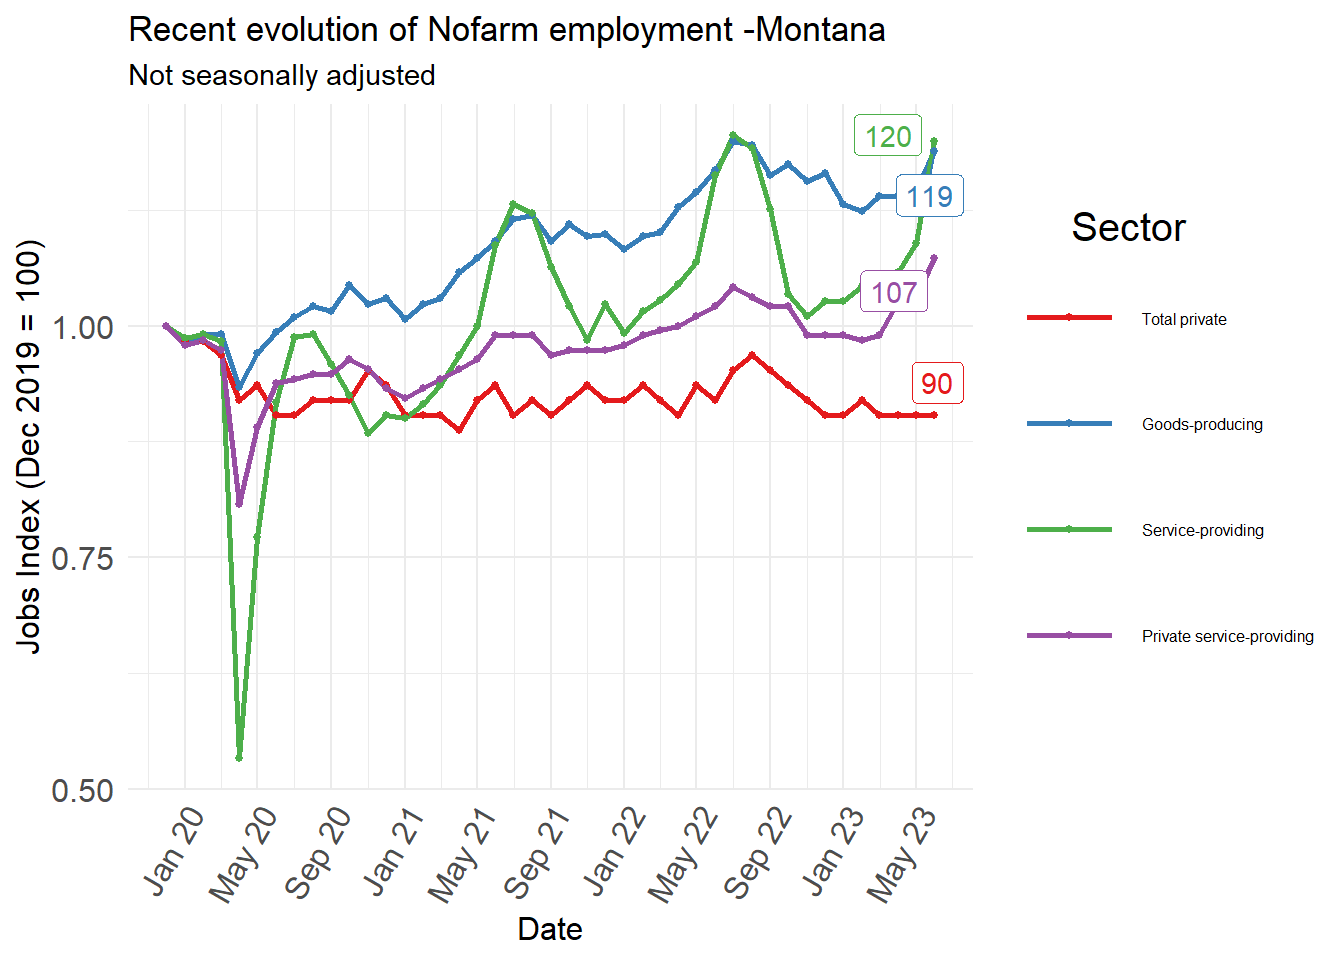 Recent evolution of Nofarm employment -Montana
Not seasonally adjusted
Jobs Index (Dec 2019 = 100)
1.00
0.75
0.50
120
119
107
90
Jan 20
May 20
Sep 20
Jan 21
May 21
Sep 21
Jan 22
May 22
Sep 22
Jan 23
May 23
Date
Sector
Total private
Goods-producing
Service-providing
Private service-providing